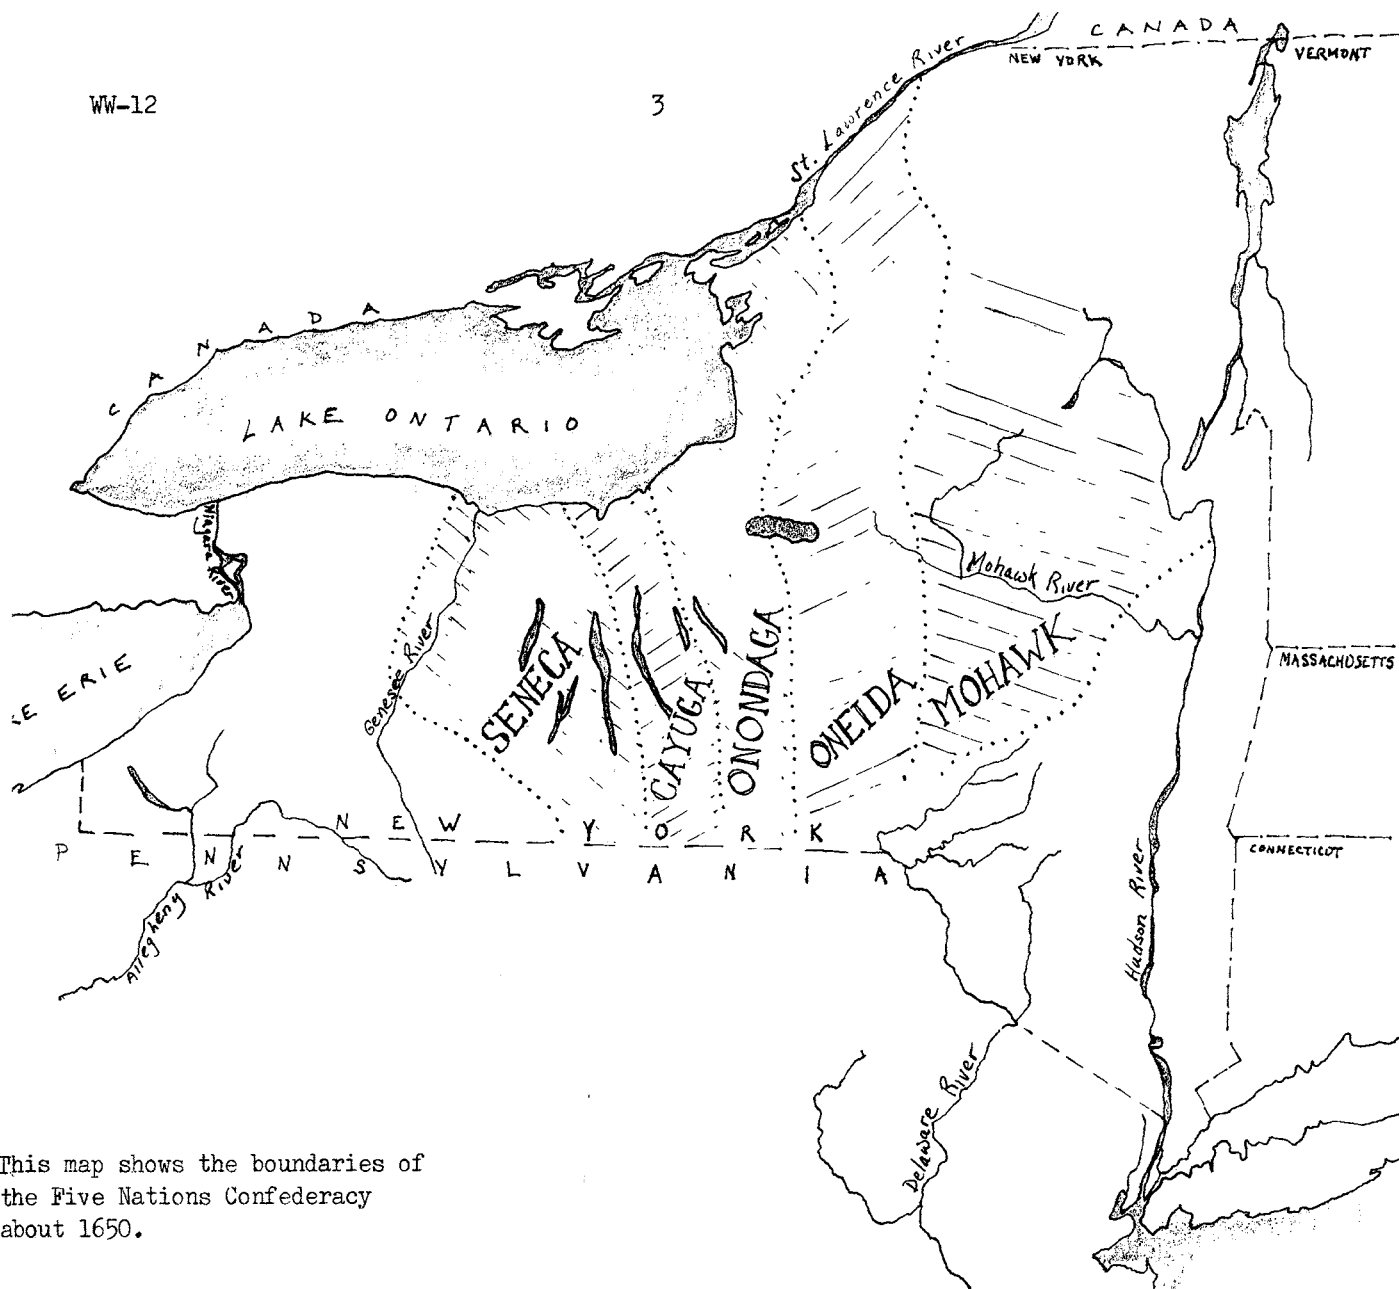 WW-12
3
CANADA
NEW YORK
VERMONT
St. Lawrence River
CANADA
LAKE ONTARIO
Niagara River
Mohawk River
KE ERIE
Genesee River
SENECA
CAYUGA
ONONDAGA
ONEIDA
MOHAWK
MASSACHUSETTS
NEW YORK
PENNSYLVANIA
CONNECTICUT
Allegheny River
Hudson River
Delaware River
This map shows the boundaries of
the Five Nations Confederacy
about 1650.